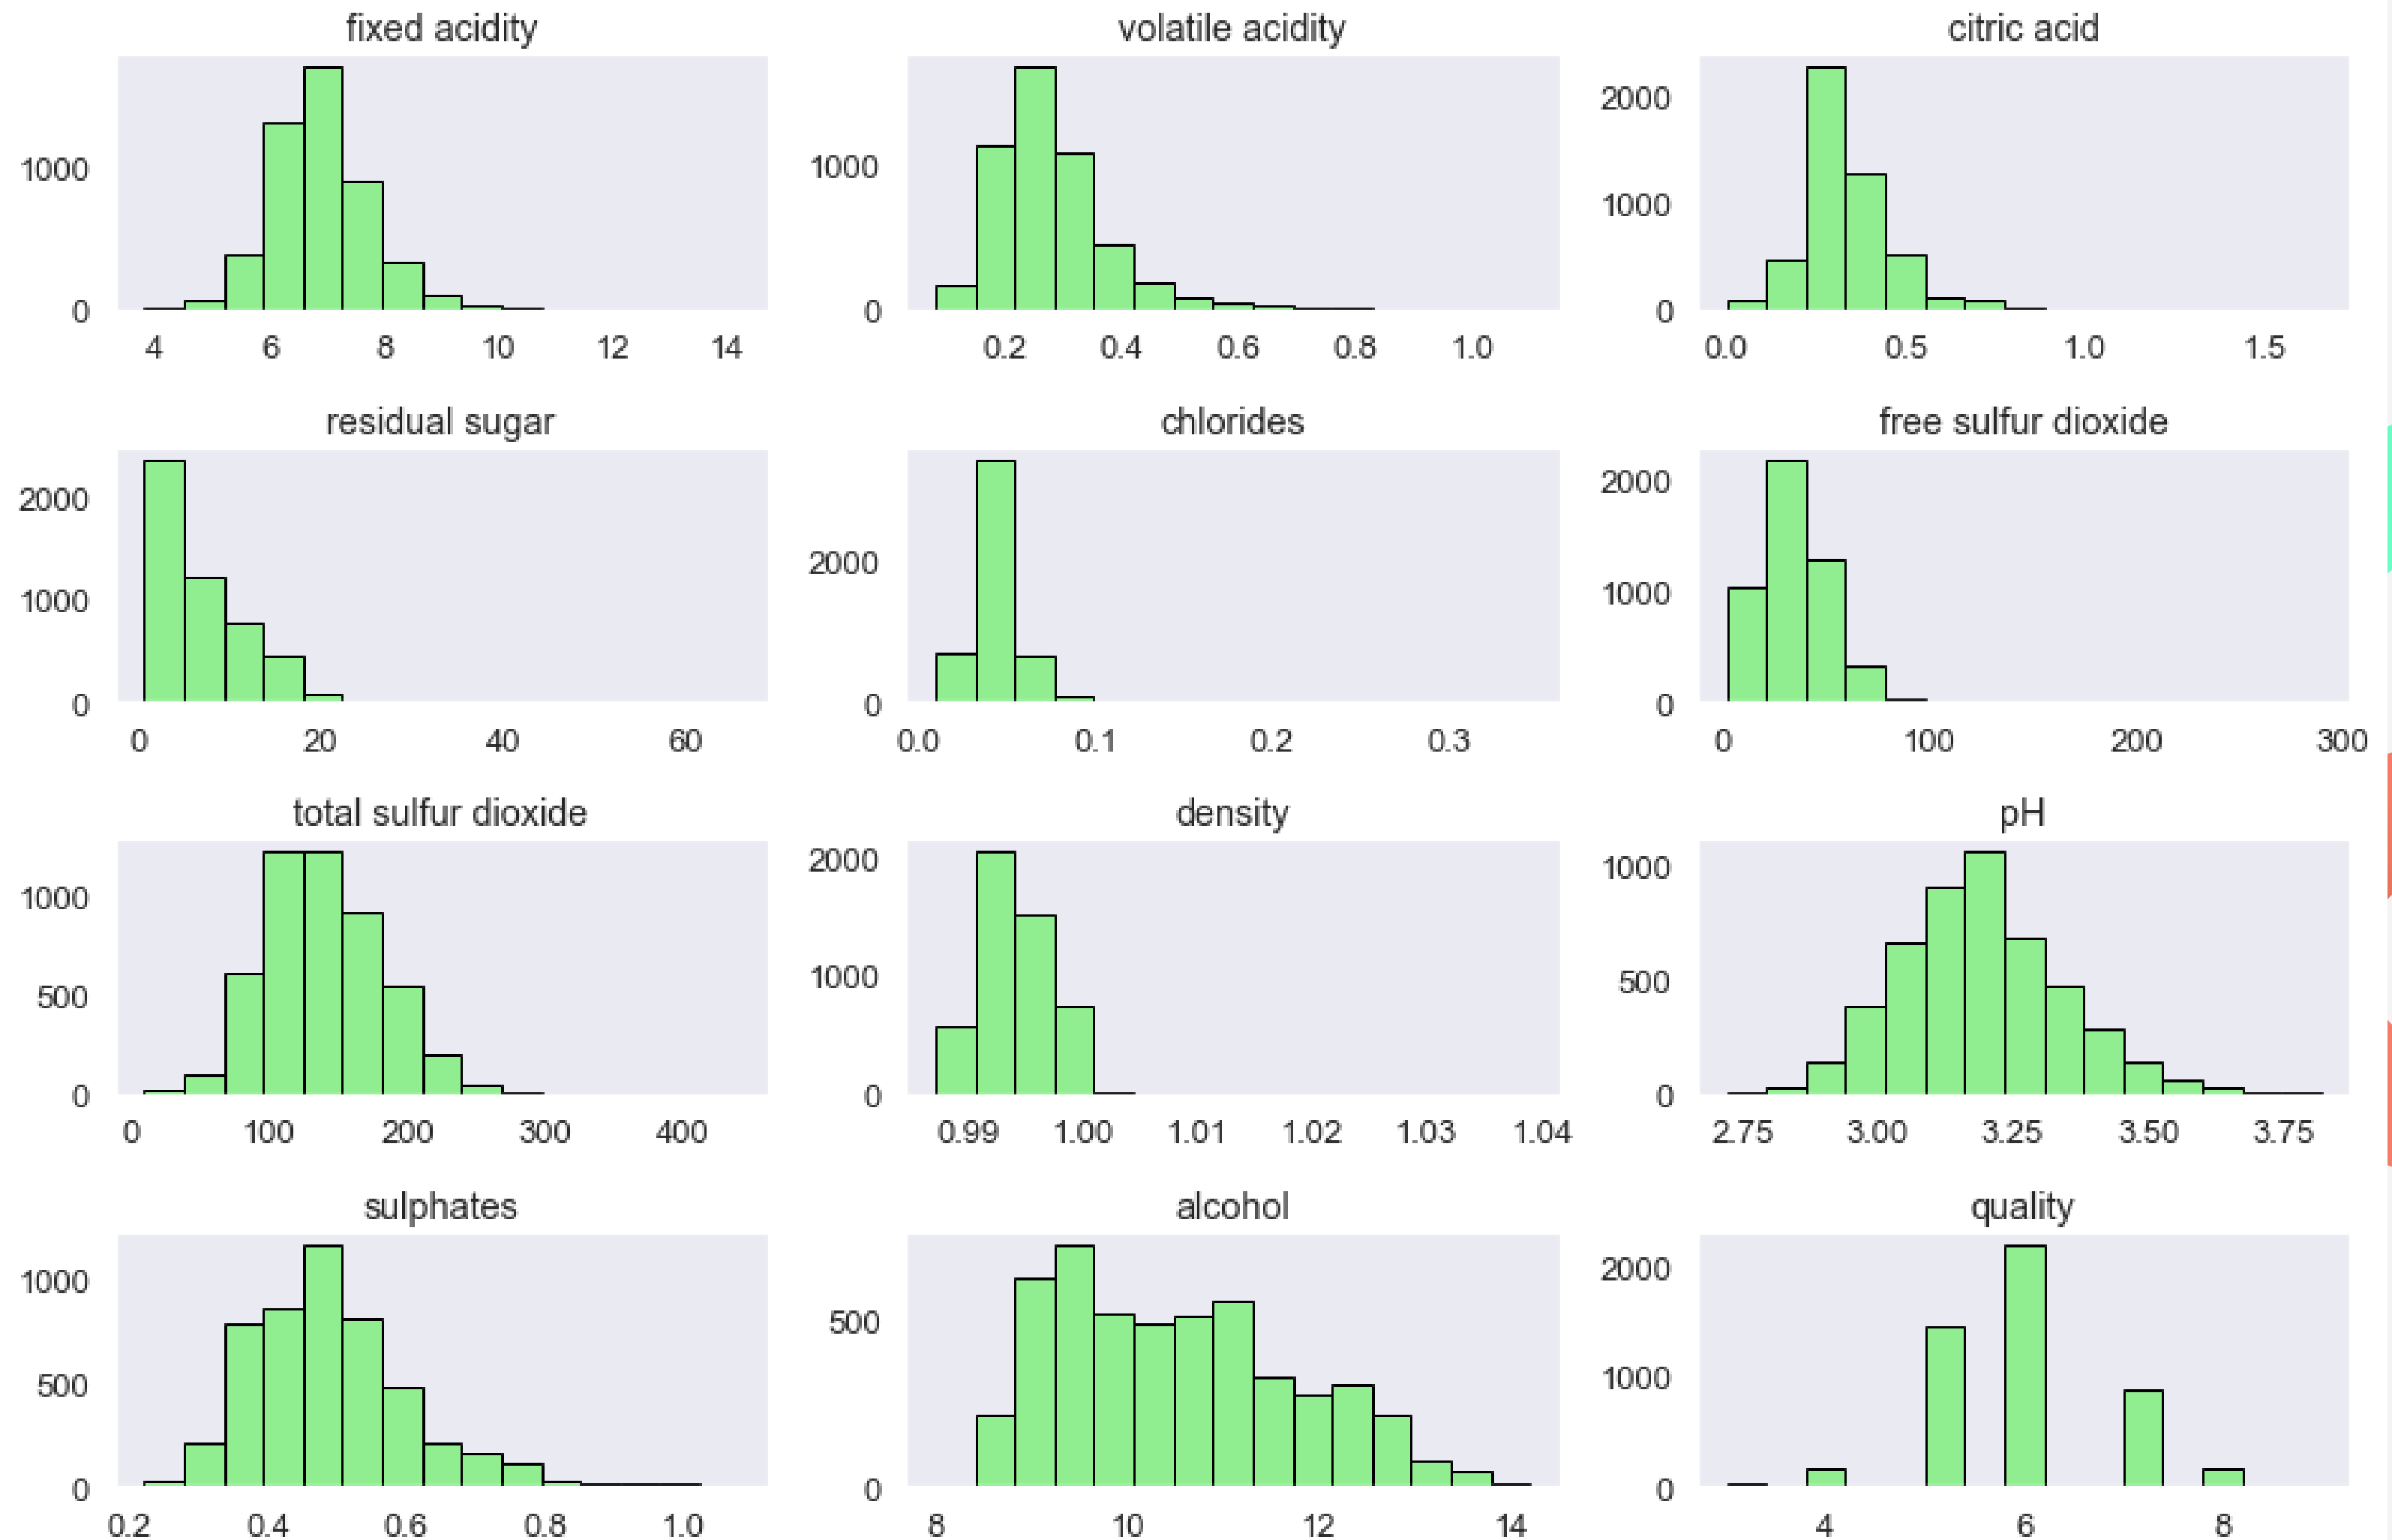 fixed acidity
1000
0
4 6 8 10 12 14
volatile acidity
1000
0
0.2 0.4 0.6 0.8 1.0
citric acid
2000
1000
0
0.0 0.5 1.0 1.5
residual sugar
2000
1000
0
0 20 40 60
chlorides
2000
0
0.0 0.1 0.2 0.3
free sulfur dioxide
2000
1000
0
0 100 200 300
total sulfur dioxide
1000
500
0
0 100 200 300 400
density
2000
1000
0
0.99 1.00 1.01 1.02 1.03 1.04
pH
1000
500
0
2.75 3.00 3.25 3.50 3.75
sulphates
1000
500
0
0.2 0.4 0.6 0.8 1.0
alcohol
500
0
8 10 12 14
quality
2000
1000
0
4 6 8